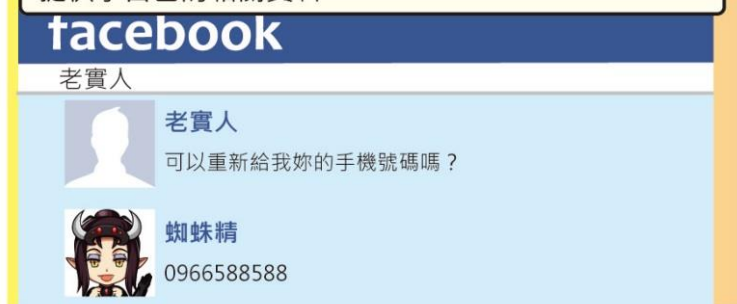 facebook
老實人
老實人
可以重新給我妳的手機號碼嗎？
蜘蛛精
0966588588